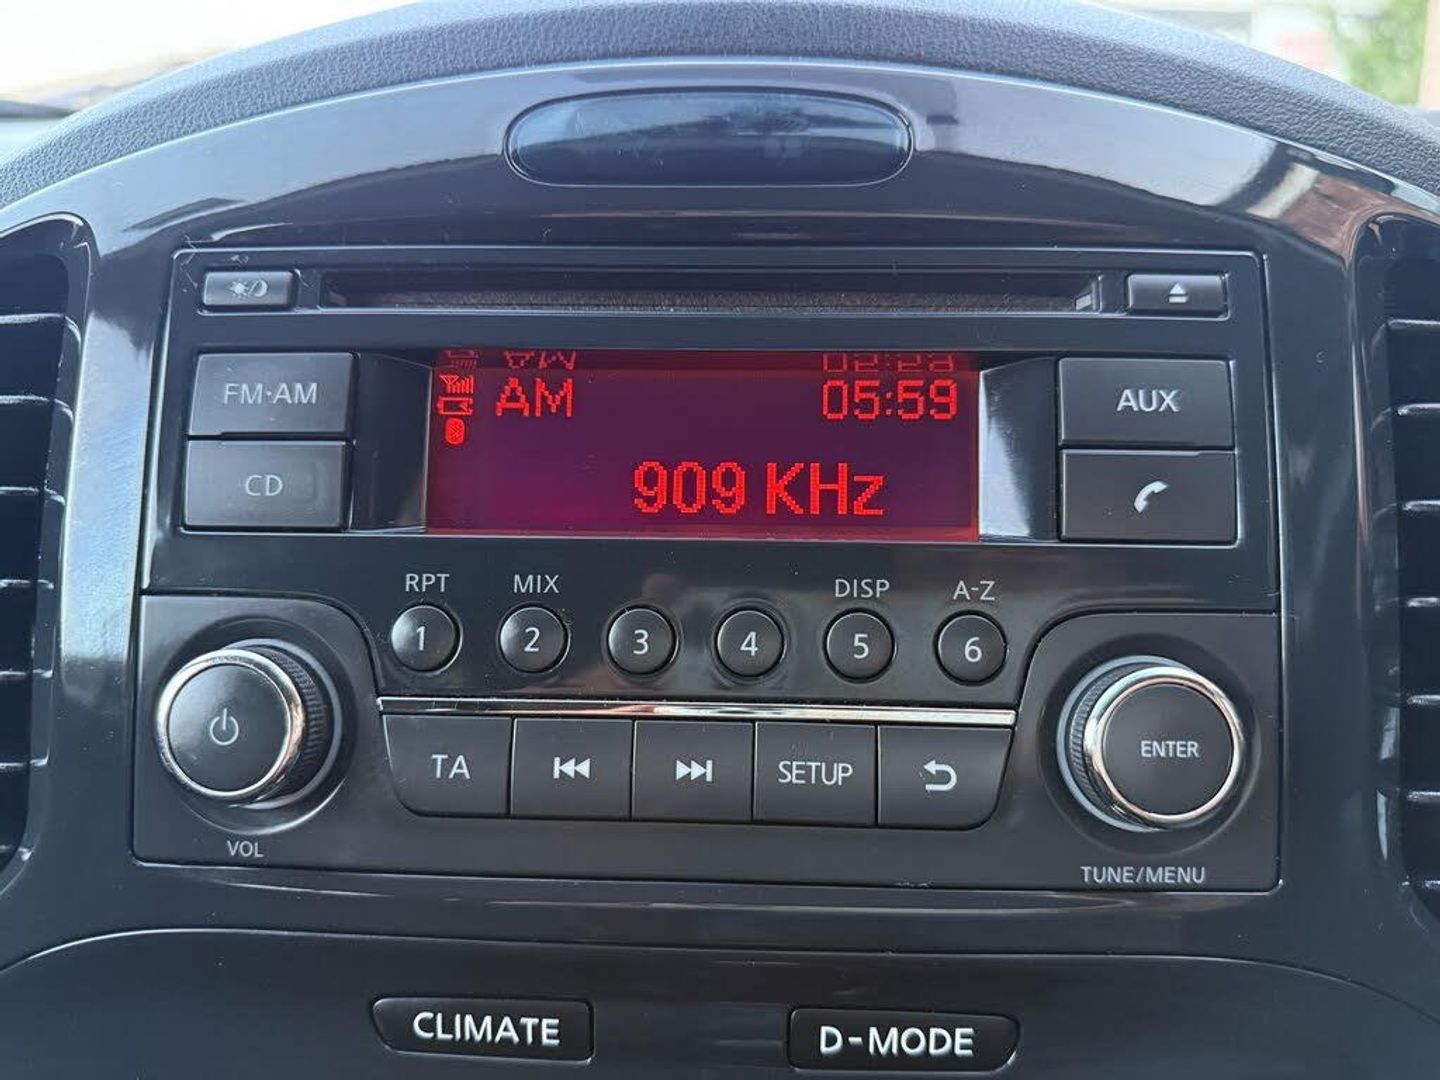 FM·AM
CD
AM 05:59
909 KHz
AUX
RPT MIX DISP A-Z
1 2 3 4 5 6
TA SETUP
VOL
ENTER
TUNE/MENU
CLIMATE D-MODE